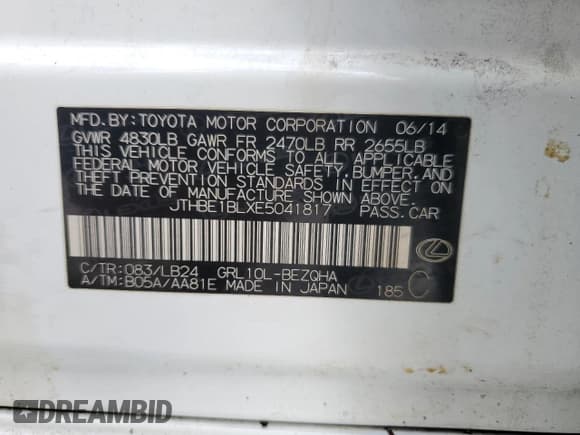 MFD. BY: TOYOTA MOTOR CORPORATION 06/14
GVWR 4830LB GAWR FR 2470LB RR 2655LB
THIS VEHICLE CONFORMS TO ALL APPLICABLE
FEDERAL MOTOR VEHICLE SAFETY, BUMPER, AND
THEFT PREVENTION STANDARDS IN EFFECT ON
THE DATE OF MANUFACTURE SHOWN ABOVE.
JTHBE1BLXE5041817 PASS. CAR
C/TR: 083/LB24 GRL10L-BEZQHA
A/TM: B05A/AA81E MADE IN JAPAN 185 C
DREAMBID